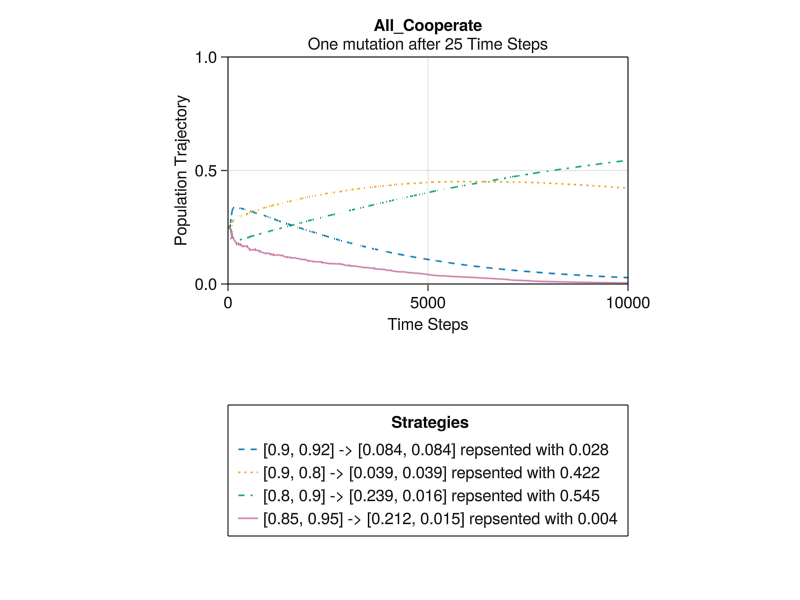 All_Cooperate
One mutation after 25 Time Steps
1.0
0.5
0.0
Population Trajectory
0 5000 10000
Time Steps
Strategies
[0.9, 0.92] -> [0.084, 0.084] repsented with 0.028
[0.9, 0.8] -> [0.039, 0.039] repsented with 0.422
[0.8, 0.9] -> [0.239, 0.016] repsented with 0.545
[0.85, 0.95] -> [0.212, 0.015] repsented with 0.004